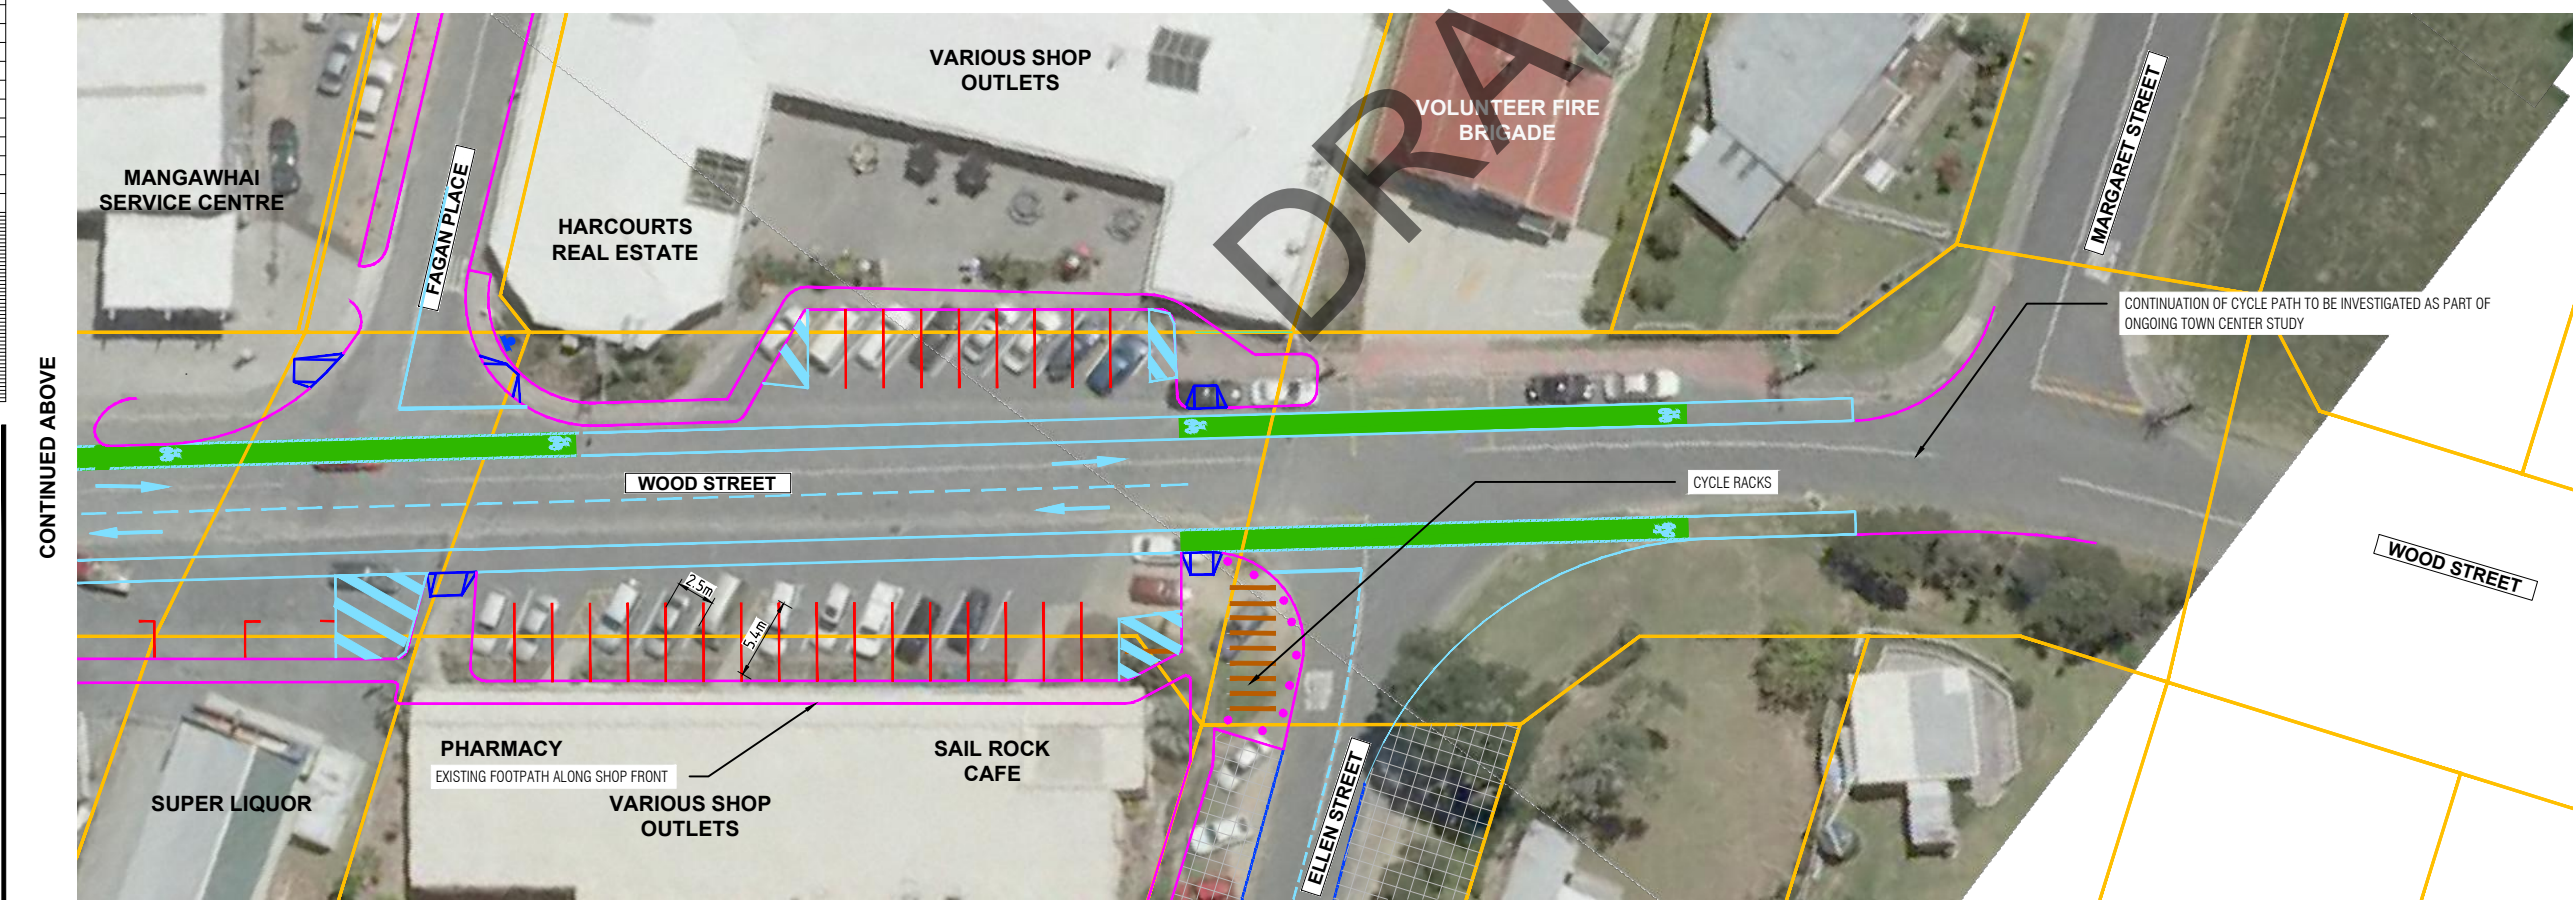 VARIOUS SHOP
OUTLETS
VOLUNTEER FIRE
BRIGADE
MARGARET STREET
MANGAWHAI
SERVICE CENTRE
FAGAN PLACE
HARCOURTS
REAL ESTATE
DRA
CONTINUATION OF CYCLE PATH TO BE INVESTIGATED AS PART OF
ONGOING TOWN CENTER STUDY
CONTINUED ABOVE
WOOD STREET
CYCLE RACKS
WOOD STREET
2.5m
5.4m
PHARMACY
EXISTING FOOTPATH ALONG SHOP FRONT
SAIL ROCK
CAFE
SUPER LIQUOR
VARIOUS SHOP
OUTLETS
ELLEN STREET